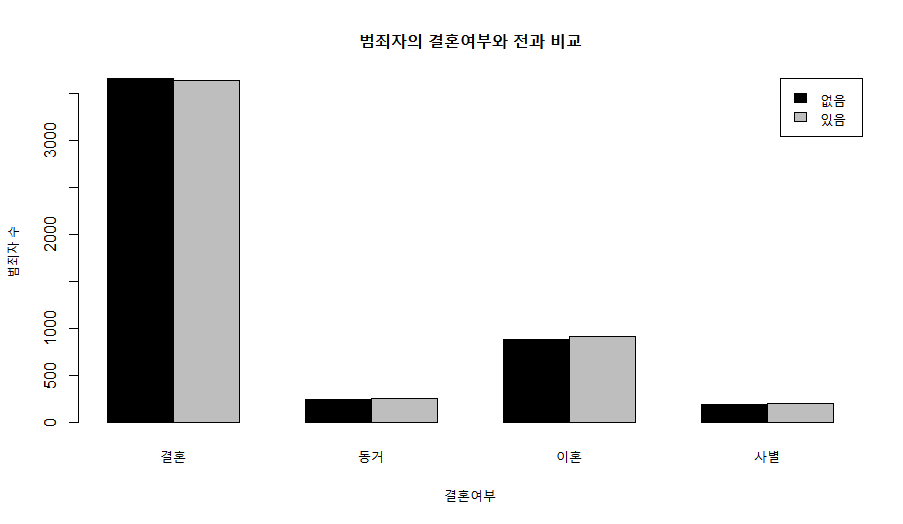 범죄자의 결혼여부와 전과 비교
없음
있음
3000
2000
1000
500
0
범죄자 수
결혼
동거
이혼
사별
결혼여부